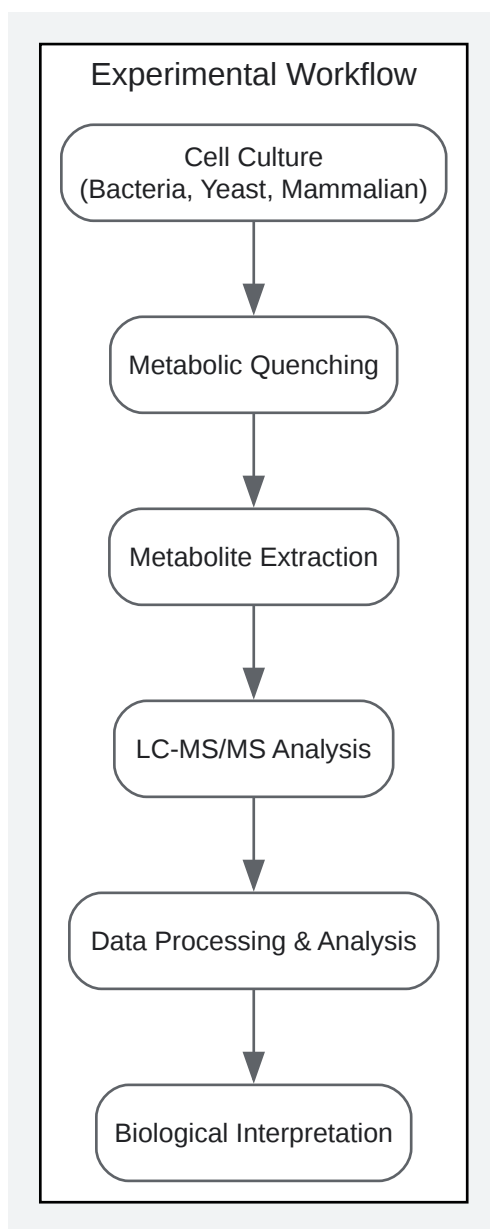 Experimental Workflow
Cell Culture
(Bacteria, Yeast, Mammalian)
Metabolic Quenching
Metabolite Extraction
LC-MS/MS Analysis
Data Processing & Analysis
Biological Interpretation